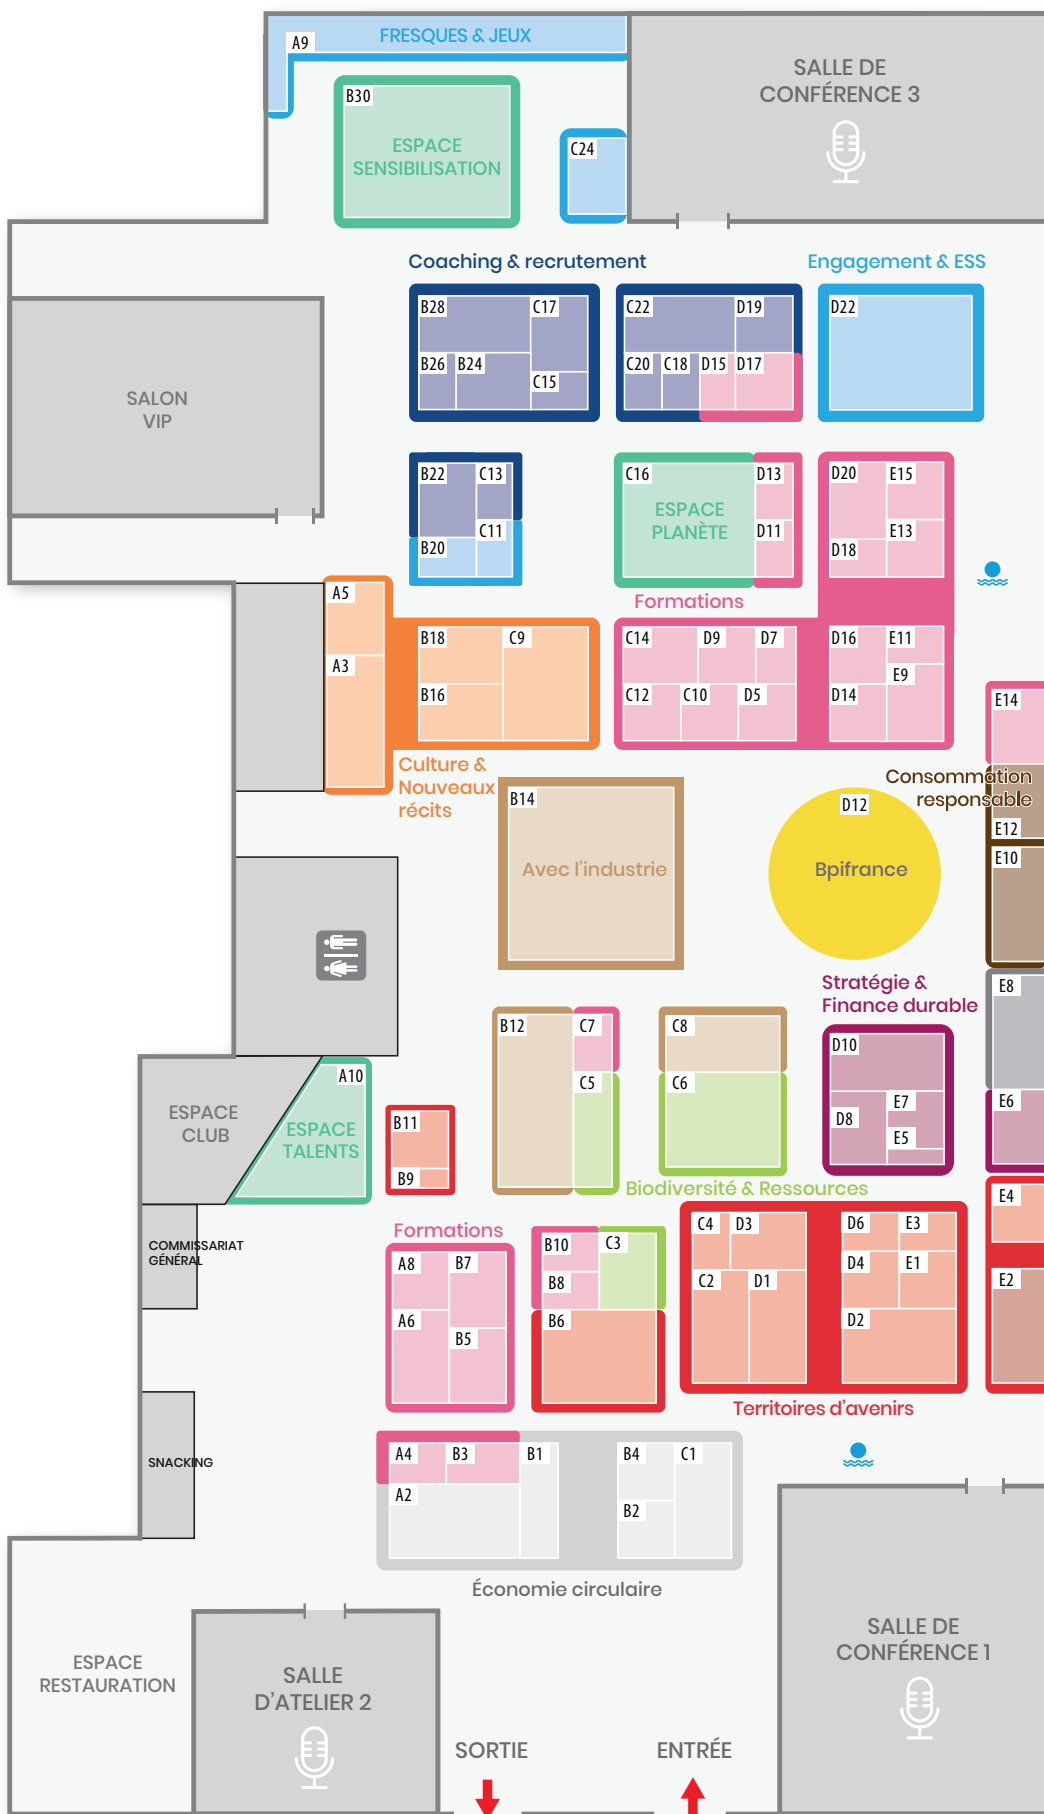 A9
FRESQUES & JEUX
SALLE DE
CONFÉRENCE 3
B30
ESPACE
SENSIBILISATION
C24
Coaching & recrutement
Engagement & ESS
B28
C17
B26
B24
C15
C22
D19
C20
C18
D15
D17
D22
SALON
VIP
B22
C13
C11
B20
C16
ESPACE
PLANÈTE
D13
D11
D20
E15
E13
D18
Formations
A5
A3
B18
C9
B16
C14
D9
D7
C12
C10
D5
D16
E11
E9
D14
E14
Culture &
Nouveaux
récits
Consommation
responsable
E12
E10
B14
Avec l'industrie
D12
Bpifrance
Stratégie &
Finance durable
E8
B12
C7
C5
C8
C6
D10
E7
D8
E5
E6
A10
ESPACE
CLUB
ESPACE
TALENTS
B11
B9
Biodiversité & Ressources
COMMISSARIAT
GÉNÉRAL
Formations
A8
B7
A6
B5
B10
C3
B8
B6
C4
D3
C2
D1
D6
E3
D4
E1
D2
E4
E2
Territoires d'avenirs
SNACKING
A4
B3
B1
A2
B4
C1
B2
Économie circulaire
ESPACE
RESTAURATION
SALLE
D'ATELIER 2
SALLE DE
CONFÉRENCE 1
SORTIE
ENTRÉE